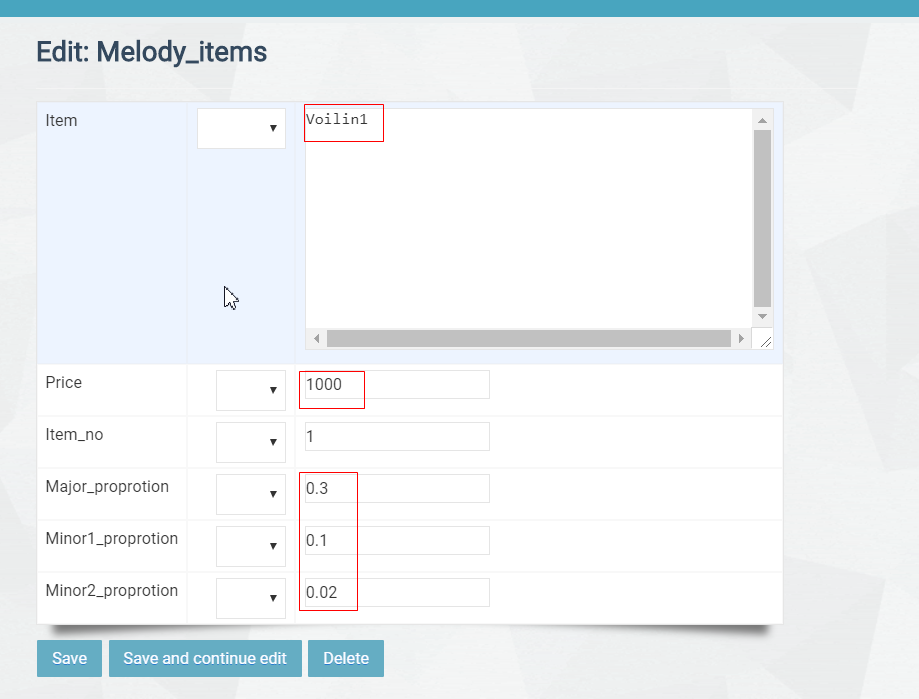 Edit: Melody_items
Item
Voilin1
Price
1000
Item_no
1
Major_proprotion
0.3
Minor1_proprotion
0.1
Minor2_proprotion
0.02
Save
Save and continue edit
Delete